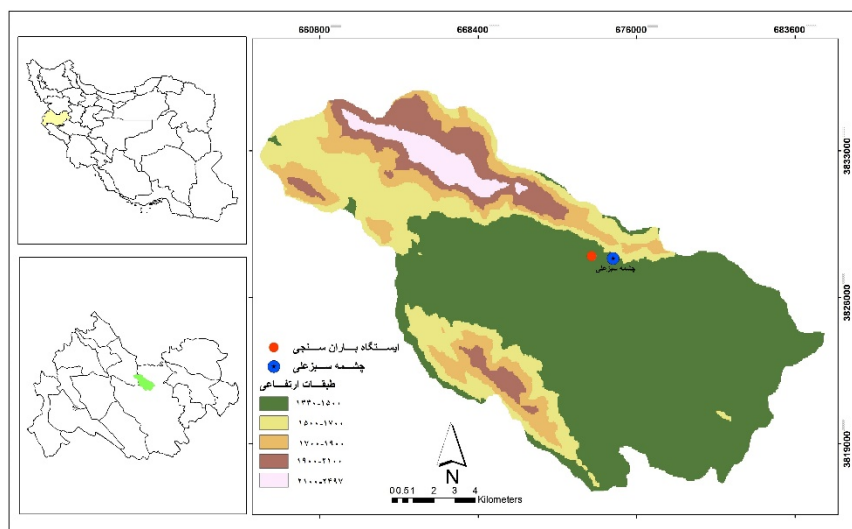 660800 668400 676000 683600
3833000
3826000
3819000
چشمه سبزعلی
ایستگاه باران سنجی
چشمه سبزعلی
طبقات ارتفاعی
۱۳۳۰-۱۵۰۰
۱۵۰۰-۱۷۰۰
۱۷۰۰-۱۹۰۰
۱۹۰۰-۲۱۰۰
۲۱۰۰-۲۴۹۷
N
0 0.5 1 2 3 4
Kilometers